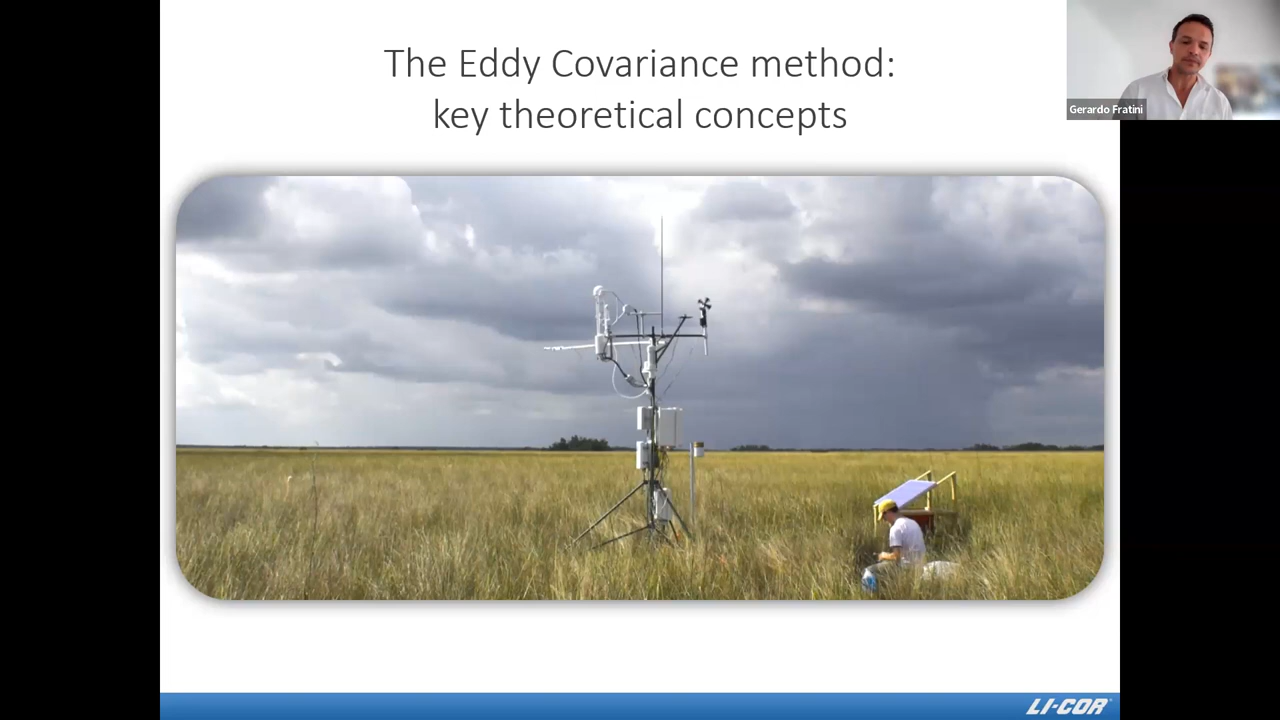 The Eddy Covariance method:
key theoretical concepts
Gerardo Fratini
LI-COR